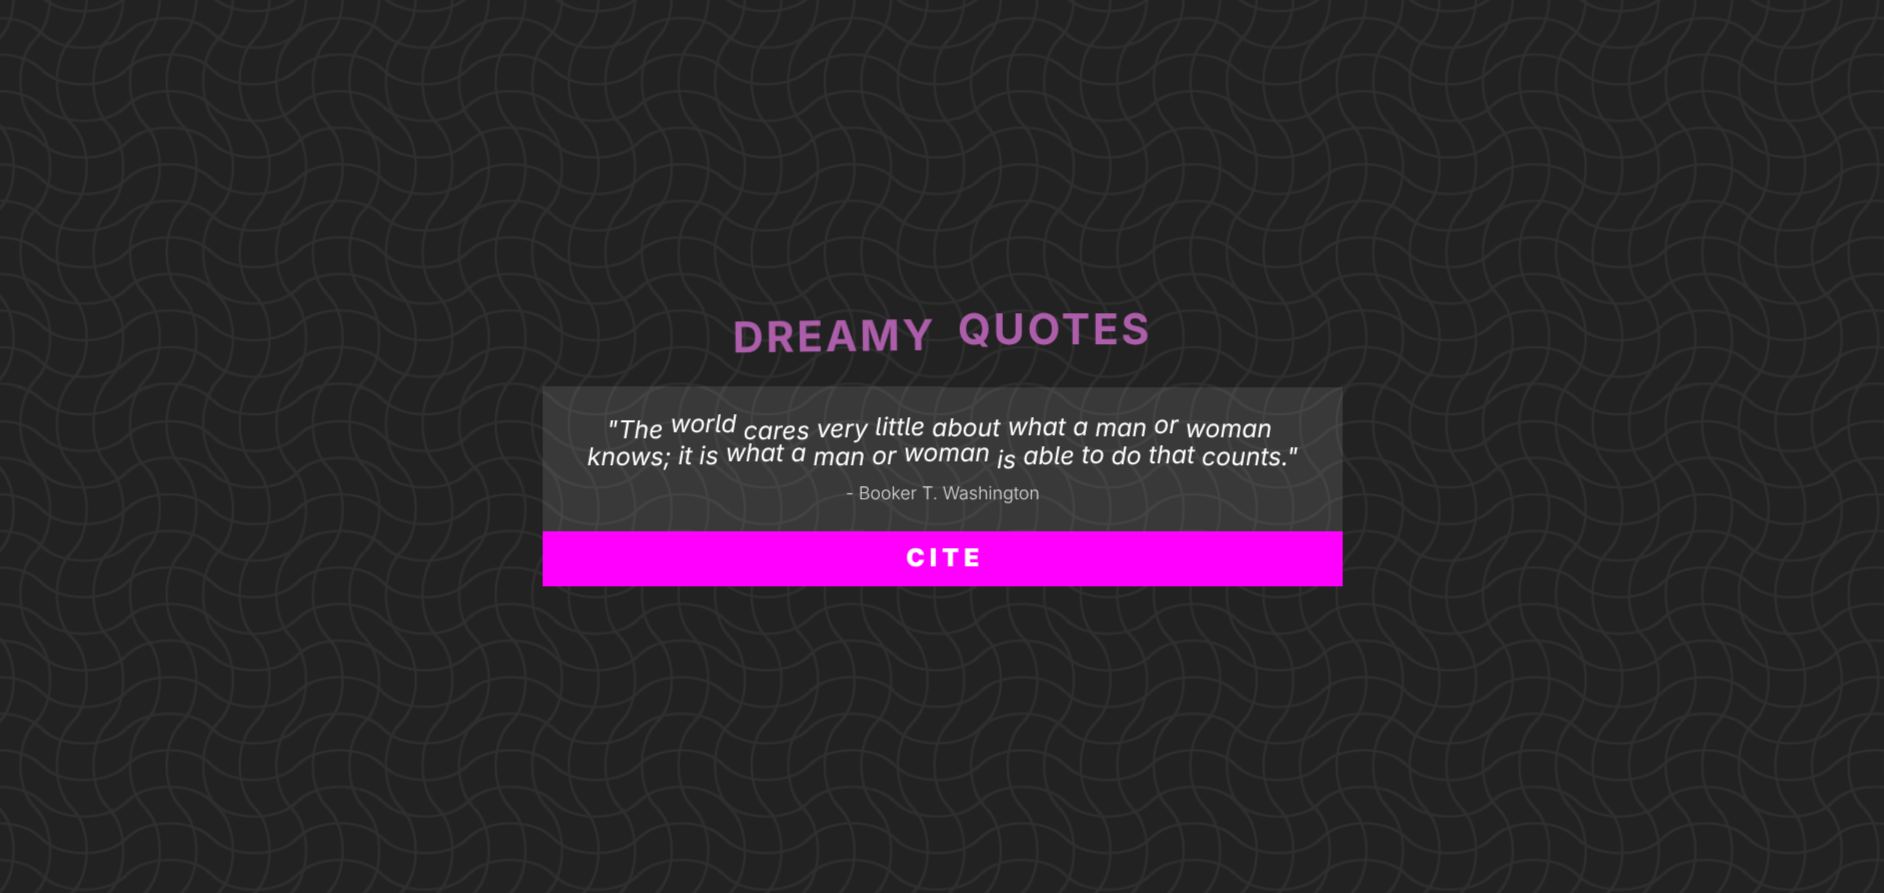 DREAMY QUOTES
"The world cares very little about what a man or woman
knows; it is what a man or woman is able to do that counts."
- Booker T. Washington
CITE